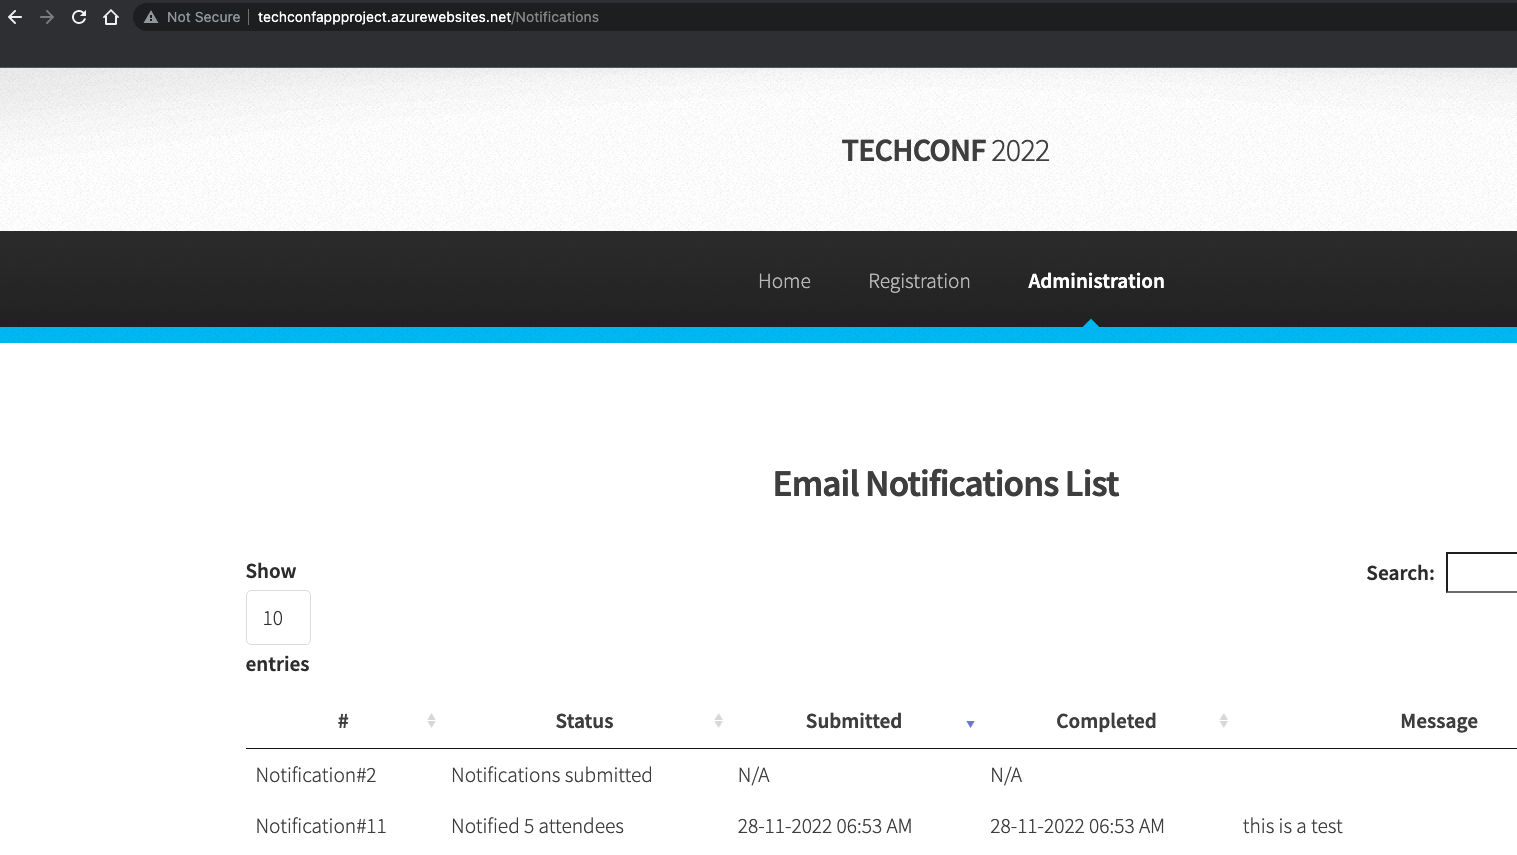 Not Secure techconfappproject.azurewebsites.net/Notifications
TECHCONF 2022
Home Registration Administration
Email Notifications List
Show
Search:
10
entries
# Status Submitted Completed Message
Notification#2 Notifications submitted N/A N/A
Notification#11 Notified 5 attendees 28-11-2022 06:53 AM 28-11-2022 06:53 AM this is a test